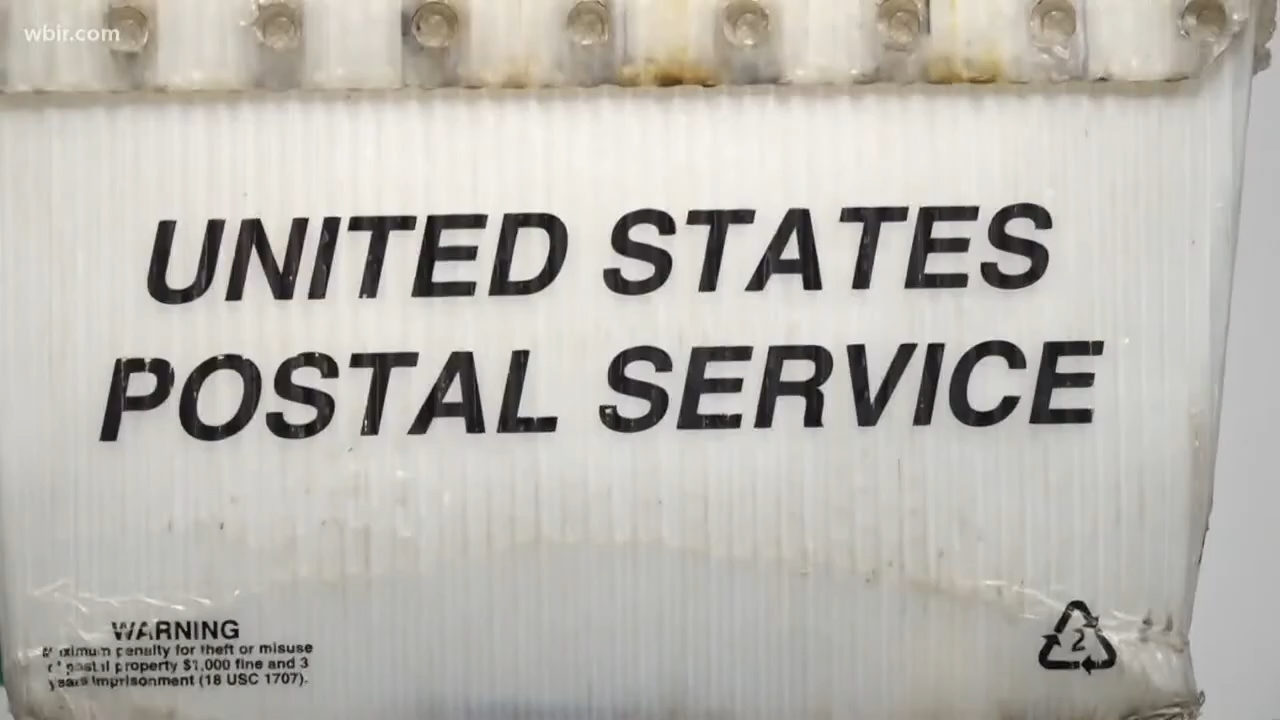 wbir.com
UNITED STATES
POSTAL SERVICE
WARNING
Maximum penalty for theft or misuse
of postal property $1,000 fine and 3
years imprisonment (18 USC 1707).
2